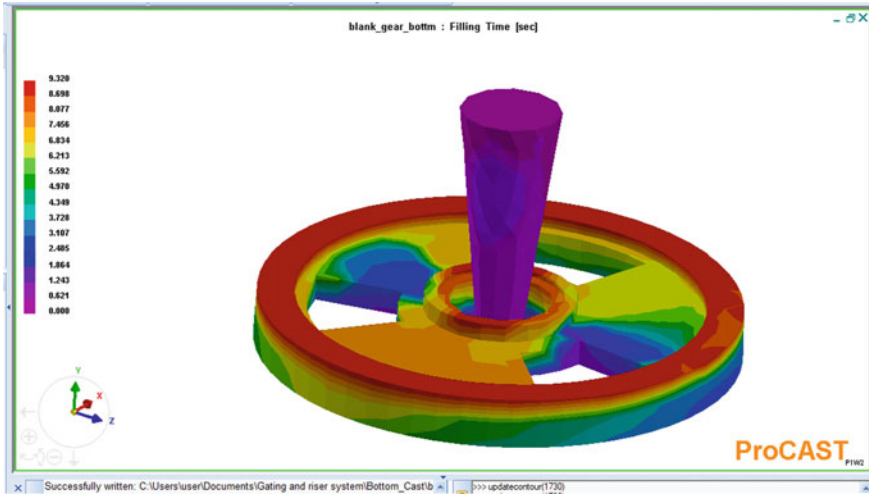 blank_gear_bottm : Filling Time [sec]
9.320
8.698
8.077
7.456
6.834
6.213
5.592
4.970
4.349
3.728
3.107
2.485
1.864
1.243
0.621
0.000
Y
X
Z
ProCAST
P1W2
Successfully written: C:\Users\user\Documents\Gating and riser system\Bottom_Cast\b
>>> updatecontour(1730)